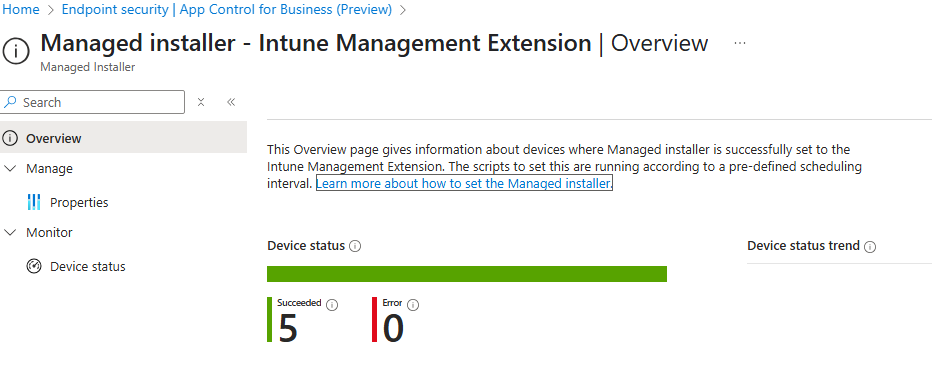 Home > Endpoint security | App Control for Business (Preview) >
Managed installer - Intune Management Extension | Overview ...
Managed Installer
Search
Overview
Manage
Properties
Monitor
Device status
This Overview page gives information about devices where Managed installer is successfully set to the
Intune Management Extension. The scripts to set this are running according to a pre-defined scheduling
interval. Learn more about how to set the Managed installer.
Device status
Device status trend
Succeeded
5
Error
0